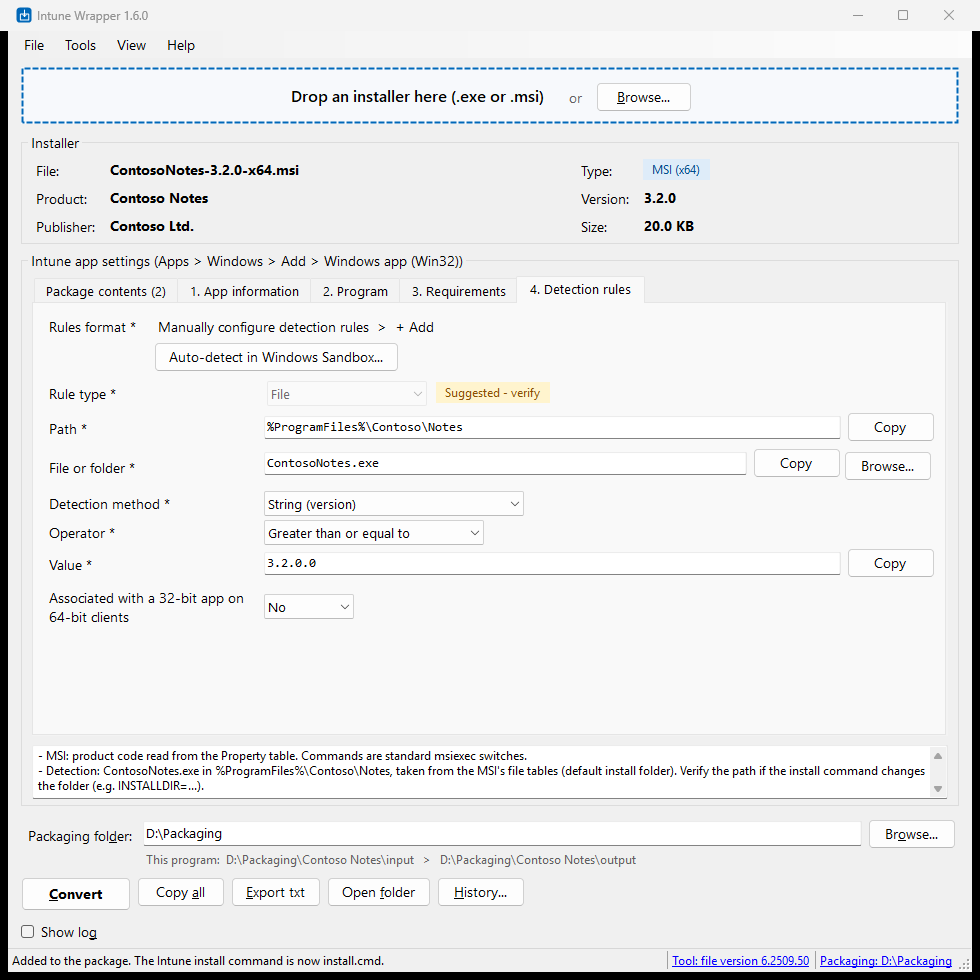 Intune Wrapper 1.6.0
File Tools View Help
Drop an installer here (.exe or .msi) or Browse...
Installer
File: ContosoNotes-3.2.0-x64.msi Type: MSI (x64)
Product: Contoso Notes Version: 3.2.0
Publisher: Contoso Ltd. Size: 20.0 KB
Intune app settings (Apps > Windows > Add > Windows app (Win32))
Package contents (2) 1. App information 2. Program 3. Requirements 4. Detection rules
Rules format * Manually configure detection rules > + Add
Auto-detect in Windows Sandbox...
Rule type * File Suggested - verify
Path * %ProgramFiles%\Contoso\Notes Copy
File or folder * ContosoNotes.exe Copy Browse...
Detection method * String (version)
Operator * Greater than or equal to
Value * 3.2.0.0 Copy
Associated with a 32-bit app on
64-bit clients No
- MSI: product code read from the Property table. Commands are standard msiexec switches.
- Detection: ContosoNotes.exe in %ProgramFiles%\Contoso\Notes, taken from the MSI's file tables (default install folder). Verify the path if the install command changes
the folder (e.g. INSTALLDIR=...).
Packaging folder: D:\Packaging Browse...
This program: D:\Packaging\Contoso Notes\input > D:\Packaging\Contoso Notes\output
Convert Copy all Export txt Open folder History...
Show log
Added to the package. The Intune install command is now install.cmd. Tool: file version 6.2509.50 Packaging: D:\Packaging